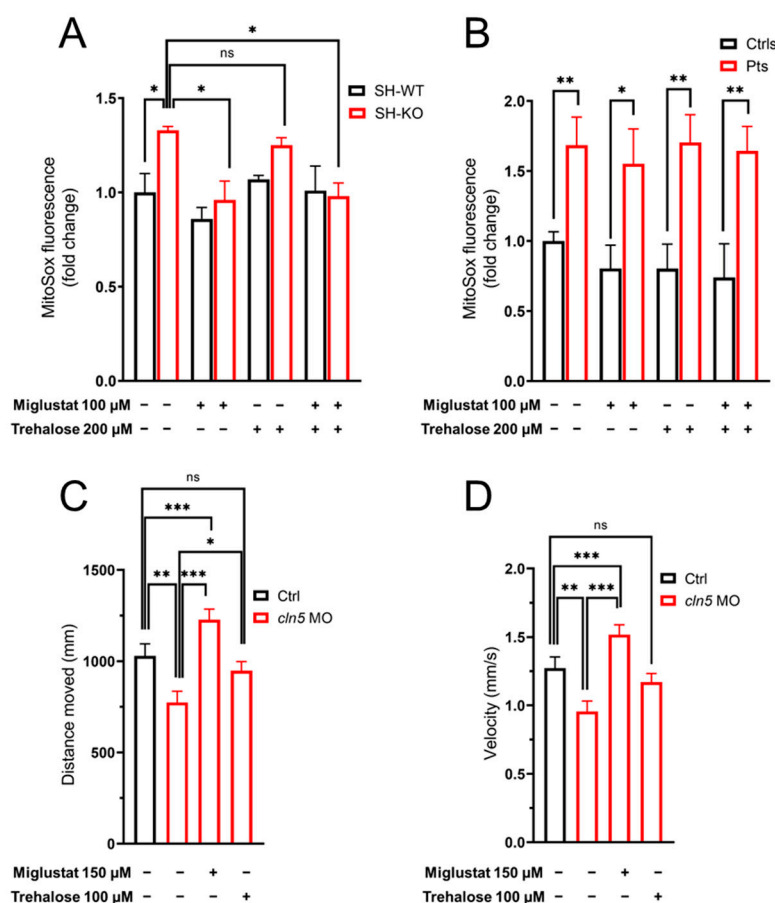 A
*
ns
*
*
SH-WT
SH-KO
1.5
1.0
0.5
0.0
MitoSox fluorescence
(fold change)
Miglustat 100 µM – – + + – – + +
Trehalose 200 µM – – – – + + + +
B
Ctrls
Pts
**
*
**
**
2.0
1.5
1.0
0.5
0.0
MitoSox fluorescence
(fold change)
Miglustat 100 µM – – + + – – + +
Trehalose 200 µM – – – – + + + +
C
ns
***
*
**
***
Ctrl
cln5 MO
1500
1000
500
0
Distance moved (mm)
Miglustat 150 µM – – + –
Trehalose 100 µM – – – +
D
ns
***
**
***
Ctrl
cln5 MO
2.0
1.5
1.0
0.5
0.0
Velocity (mm/s)
Miglustat 150 µM – – + –
Trehalose 100 µM – – – +